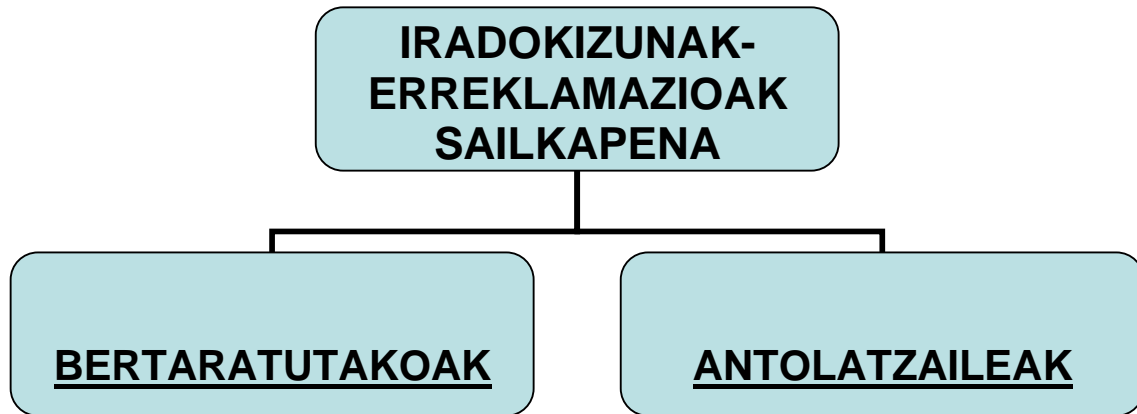 IRADOKIZUNAK-
ERREKLAMAZIOAK
SAILKAPENA
BERTARATUTAKOAK
ANTOLATZAILEAK